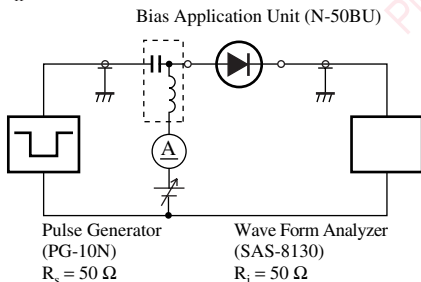 Bias Application Unit (N-50BU)
A
Pulse Generator
(PG-10N)
Rs = 50 Ω
Wave Form Analyzer
(SAS-8130)
Ri = 50 Ω